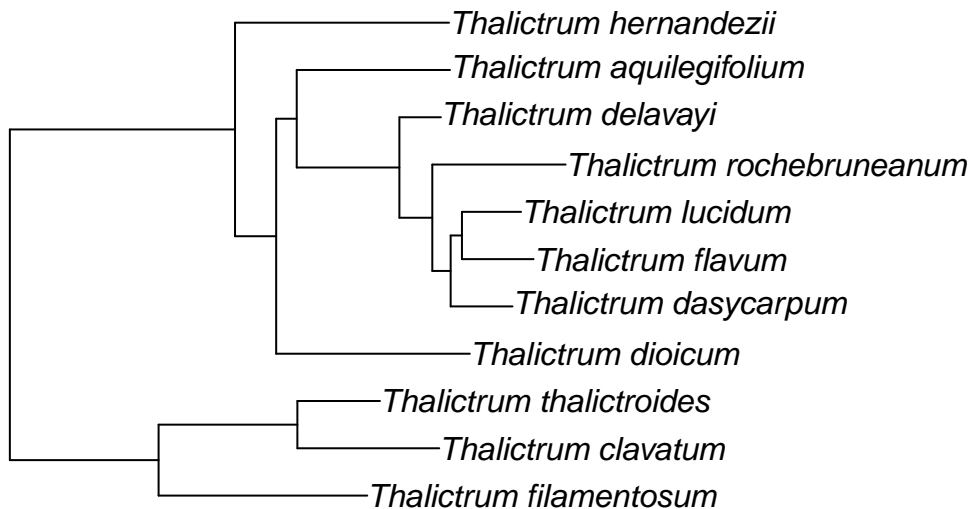 Thalictrum hernandezii
Thalictrum aquilegifolium
Thalictrum delavayi
Thalictrum rochebruneanum
Thalictrum lucidum
Thalictrum flavum
Thalictrum dasycarpum
Thalictrum dioicum
Thalictrum thalictroides
Thalictrum clavatum
Thalictrum filamentosum